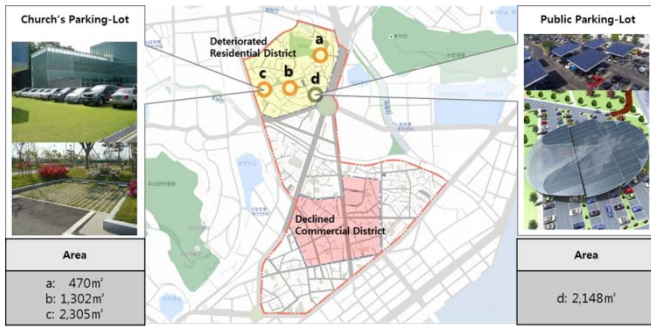 Church's Parking-Lot
Area
a: 470㎡
b: 1,302㎡
c: 2,305㎡
Deteriorated
Residential District
a
b
c
d
Declined
Commercial District
Public Parking-Lot
Area
d: 2,148㎡